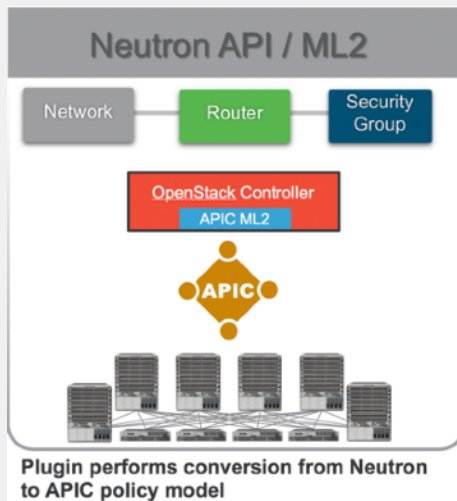 Neutron API / ML2
Network
Router
Security
Group
OpenStack Controller
APIC ML2
APIC
Plugin performs conversion from Neutron
to APIC policy model